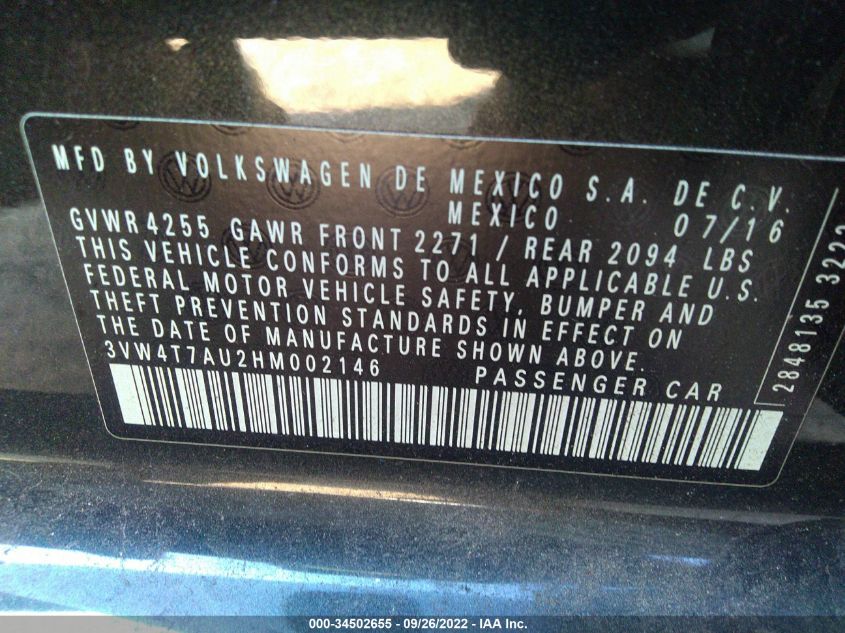 MFD BY VOLKSWAGEN DE MEXICO S.A. DE C.V.
MEXICO 07/16
GVWR 4255 GAWR FRONT 2271 / REAR 2094 LBS
THIS VEHICLE CONFORMS TO ALL APPLICABLE U.S.
FEDERAL MOTOR VEHICLE SAFETY, BUMPER AND
THEFT PREVENTION STANDARDS IN EFFECT ON
THE DATE OF MANUFACTURE SHOWN ABOVE.
3VW4T7AU2HM002146 PASSENGER CAR
2848135
000-34502655 - 09/26/2022 - IAA Inc.